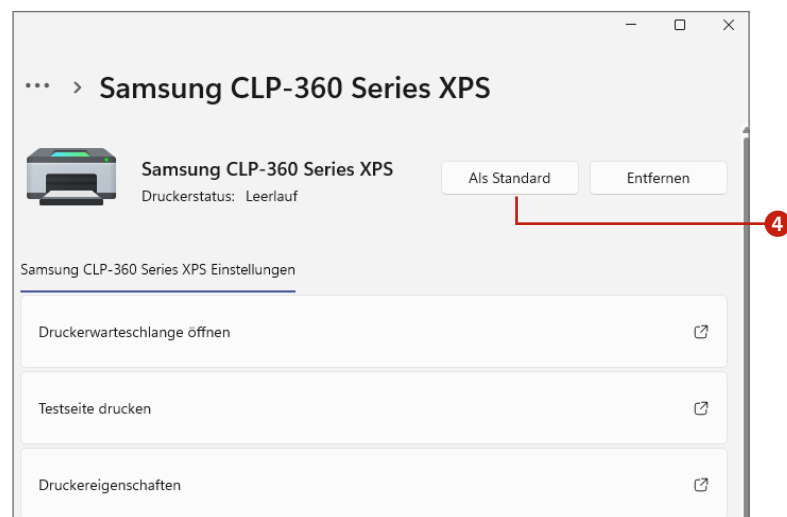 ••• > Samsung CLP-360 Series XPS
Samsung CLP-360 Series XPS
Druckerstatus: Leerlauf
Als Standard
Entfernen
4
Samsung CLP-360 Series XPS Einstellungen
Druckerwarteschlange öffnen
Testseite drucken
Druckereigenschaften